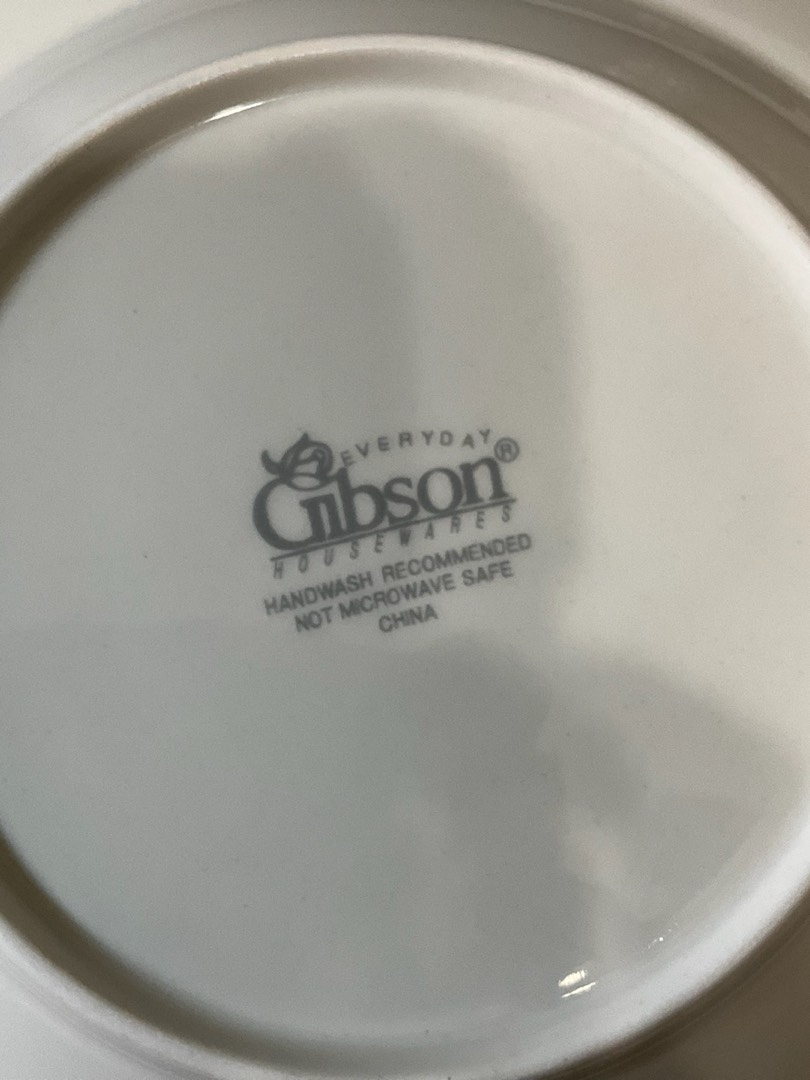 EVERYDAY
Gibson®
HOUSEWARES
HANDWASH RECOMMENDED
NOT MICROWAVE SAFE
CHINA